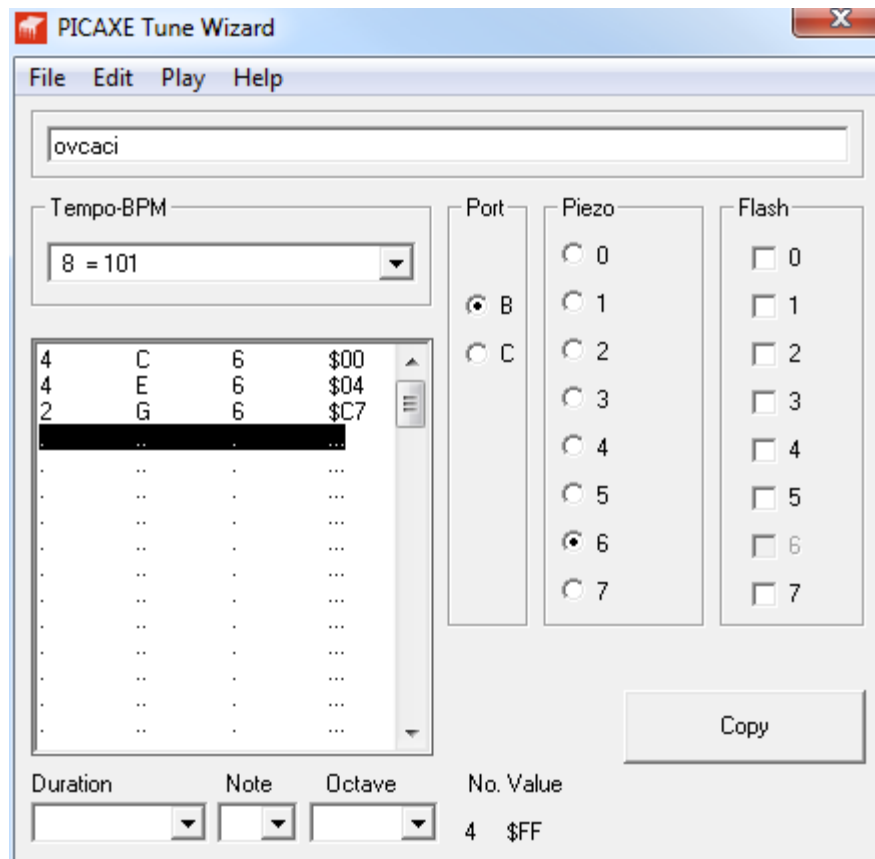 PICAXE Tune Wizard
File Edit Play Help
ovcaci
Tempo-BPM
8 = 101
Port
B
C
Piezo
0
1
2
3
4
5
6
7
Flash
0
1
2
3
4
5
6
7
4 C 6 $00
4 E 6 $04
2 G 6 $C7
. .. . ...
. .. . ...
. .. . ...
. .. . ...
. .. . ...
. .. . ...
. .. . ...
. .. . ...
. .. . ...
. .. . ...
. .. . ...
. .. . ...
Copy
Duration Note Octave No. Value
4 $FF